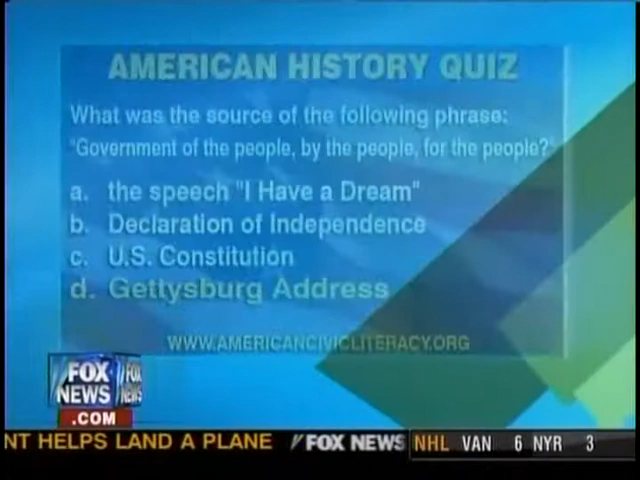 AMERICAN HISTORY QUIZ
What was the source of the following phrase:
"Government of the people, by the people, for the people?"
a. the speech "I Have a Dream"
b. Declaration of Independence
c. U.S. Constitution
d. Gettysburg Address
WWW.AMERICANCIVICLITERACY.ORG
FOX NEWS
.COM
NT HELPS LAND A PLANE FOX NEWS NHL VAN 6 NYR 3